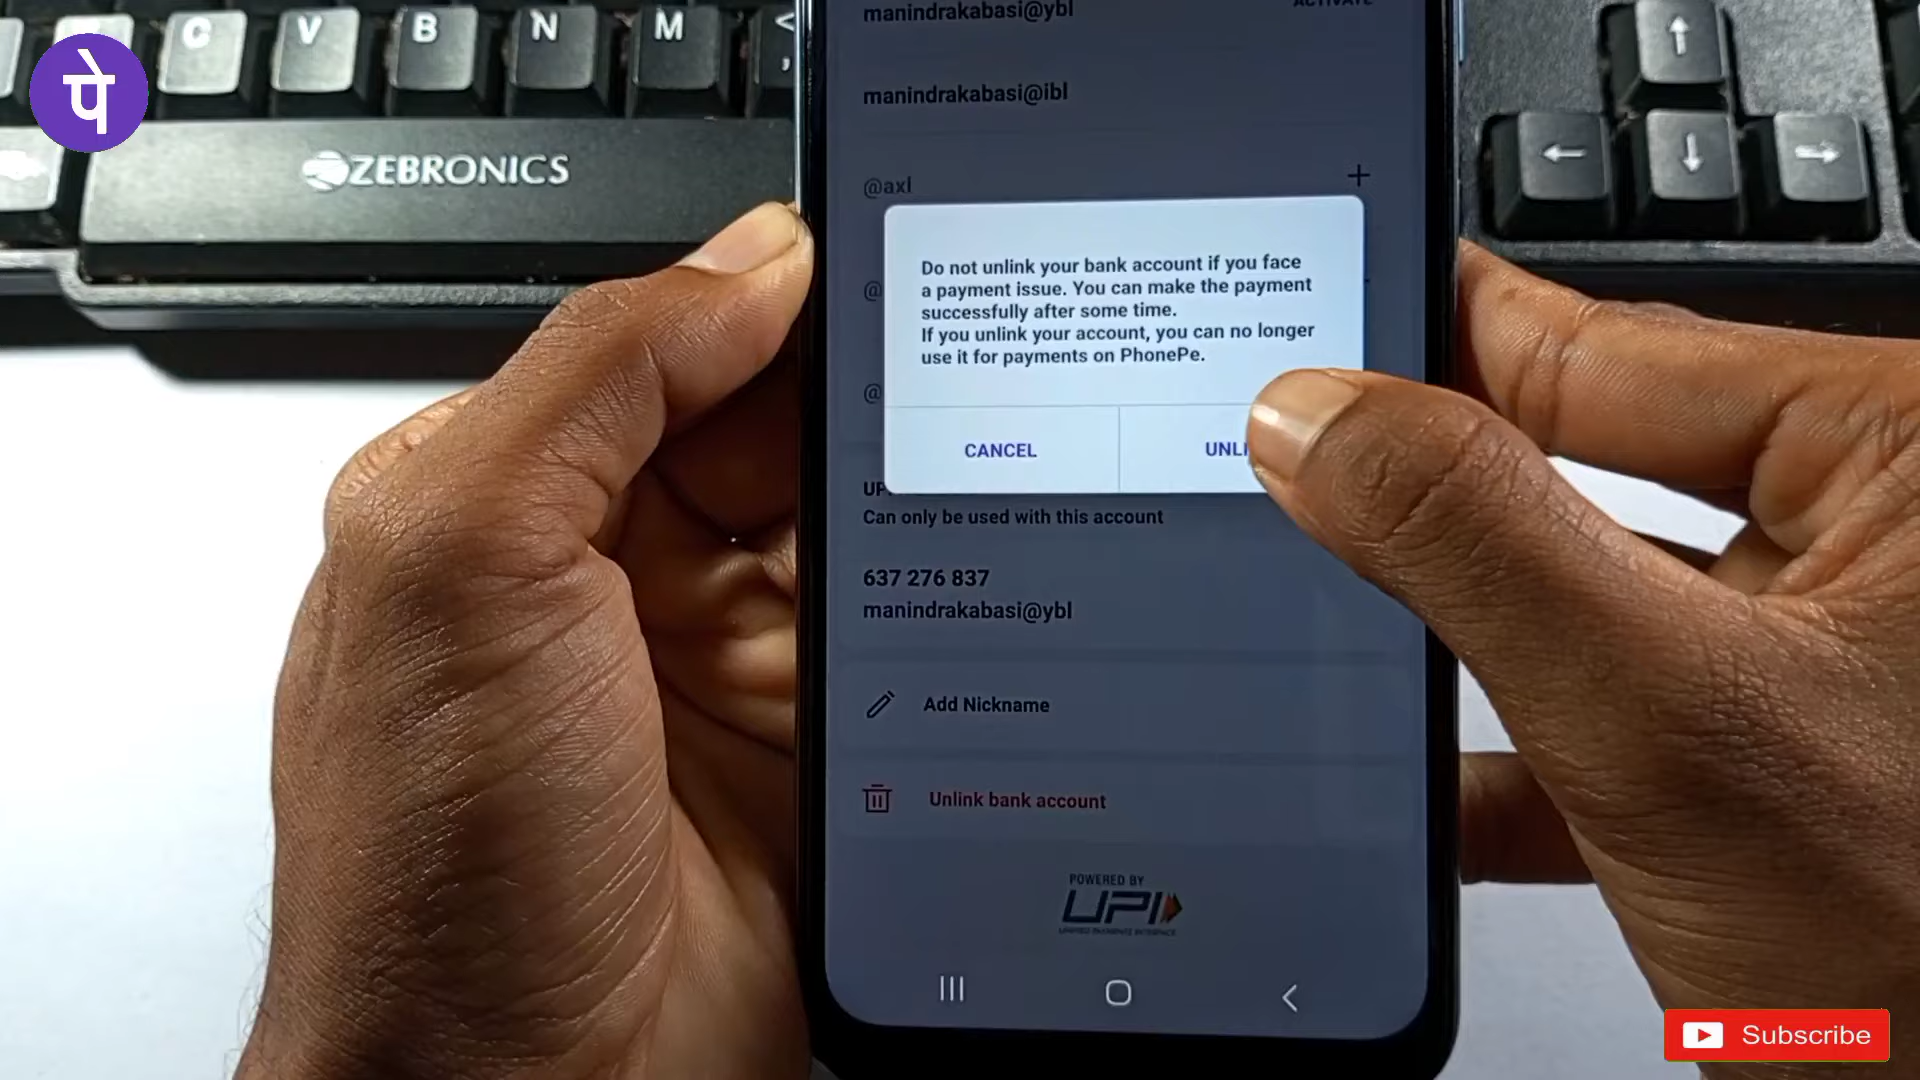 C V B N M <
पे
ZEBRONICS
manindrakabasi@ybl
ACTIVATE
manindrakabasi@ibl
@axl
+
Do not unlink your bank account if you face
a payment issue. You can make the payment
successfully after some time.
If you unlink your account, you can no longer
use it for payments on PhonePe.
CANCEL
Can only be used with this account
637 276 837
manindrakabasi@ybl
Add Nickname
Unlink bank account
POWERED BY
UPI
UNIFIED PAYMENTS INTERFACE
Subscribe